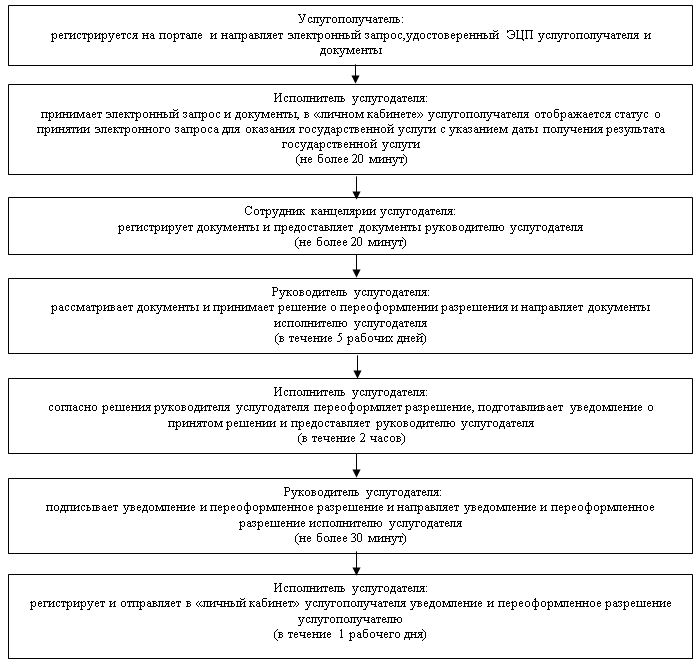 Услугополучатель:
регистрируется на портале и направляет электронный запрос,удостоверенный ЭЦП услугополучателя и
документы
Исполнитель услугодателя:
принимает электронный запрос и документы, в «личном кабинете» услугополучателя отображается статус о
принятии электронного запроса для оказания государственной услуги с указанием даты получения результата
государственной услуги
(не более 20 минут)
Сотрудник канцелярии услугодателя:
регистрирует документы и предоставляет документы руководителю услугодателя
(не более 20 минут)
Руководитель услугодателя:
рассматривает документы и принимает решение о переоформлении разрешения и направляет документы
исполнителю услугодателя
(в течение 5 рабочих дней)
Исполнитель услугодателя:
согласно решения руководителя услугодателя переоформляет разрешение, подготавливает уведомление о
принятом решении и предоставляет руководителю услугодателя
(в течение 2 часов)
Руководитель услугодателя:
подписывает уведомление и переоформленное разрешение и направляет уведомление и переоформленное
разрешение исполнителю услугодателя
(не более 30 минут)
Исполнитель услугодателя:
регистрирует и отправляет в «личный кабинет» услугополучателя уведомление и переоформленное разрешение
услугополучателю
(в течение 1 рабочего дня)